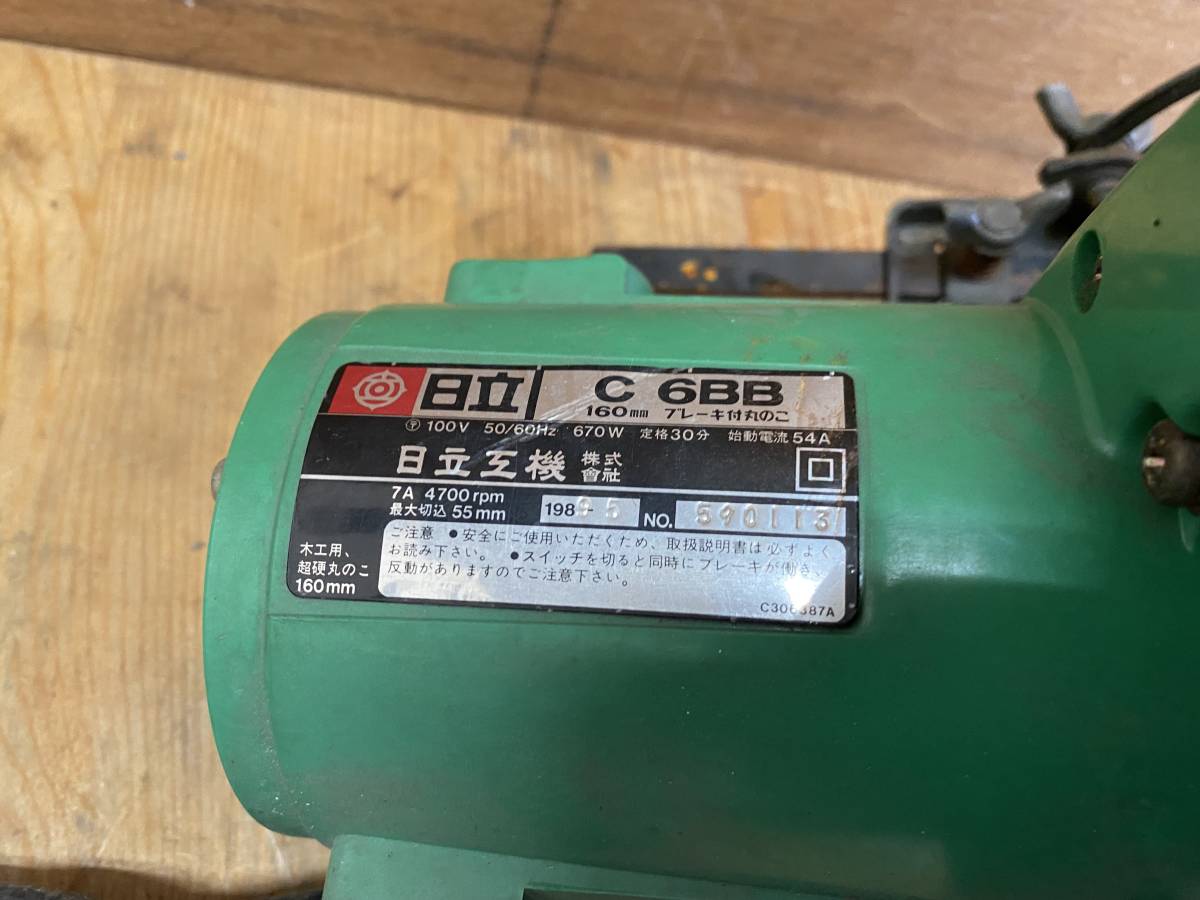 日立 C 6BB
160mm ブレーキ付丸のこ
〒 100V 50/60Hz 670W 定格30分 始動電流 54A
日立工機 株式會社
7A 4700rpm
最大切込 55mm
1989-5 NO. 590113
木工用、
超硬丸のこ
160mm
ご注意 ●安全にご使用いただくため、取扱説明書は必ずよく
お読み下さい。 ●スイッチを切ると同時にブレーキが働き、
反動がありますのでご注意下さい。
C306387A